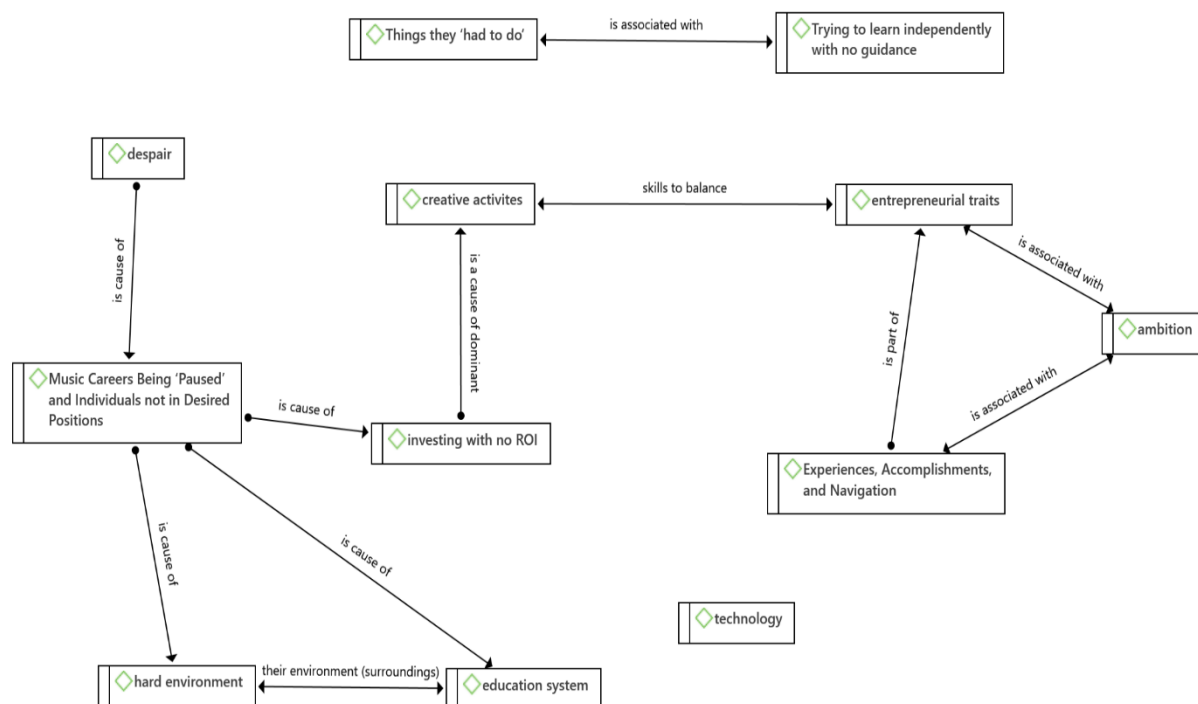 is associated with
Things they ‘had to do’
Trying to learn independently
with no guidance
despair
skills to balance
creative activites
entrepreneurial traits
is cause of
is a cause of dominant
is part of
is associated with
ambition
Music Careers Being ‘Paused’
and Individuals not in Desired
Positions
is cause of
is associated with
investing with no ROI
Experiences, Accomplishments,
and Navigation
is cause of
is cause of
technology
their environment (surroundings)
hard environment
education system